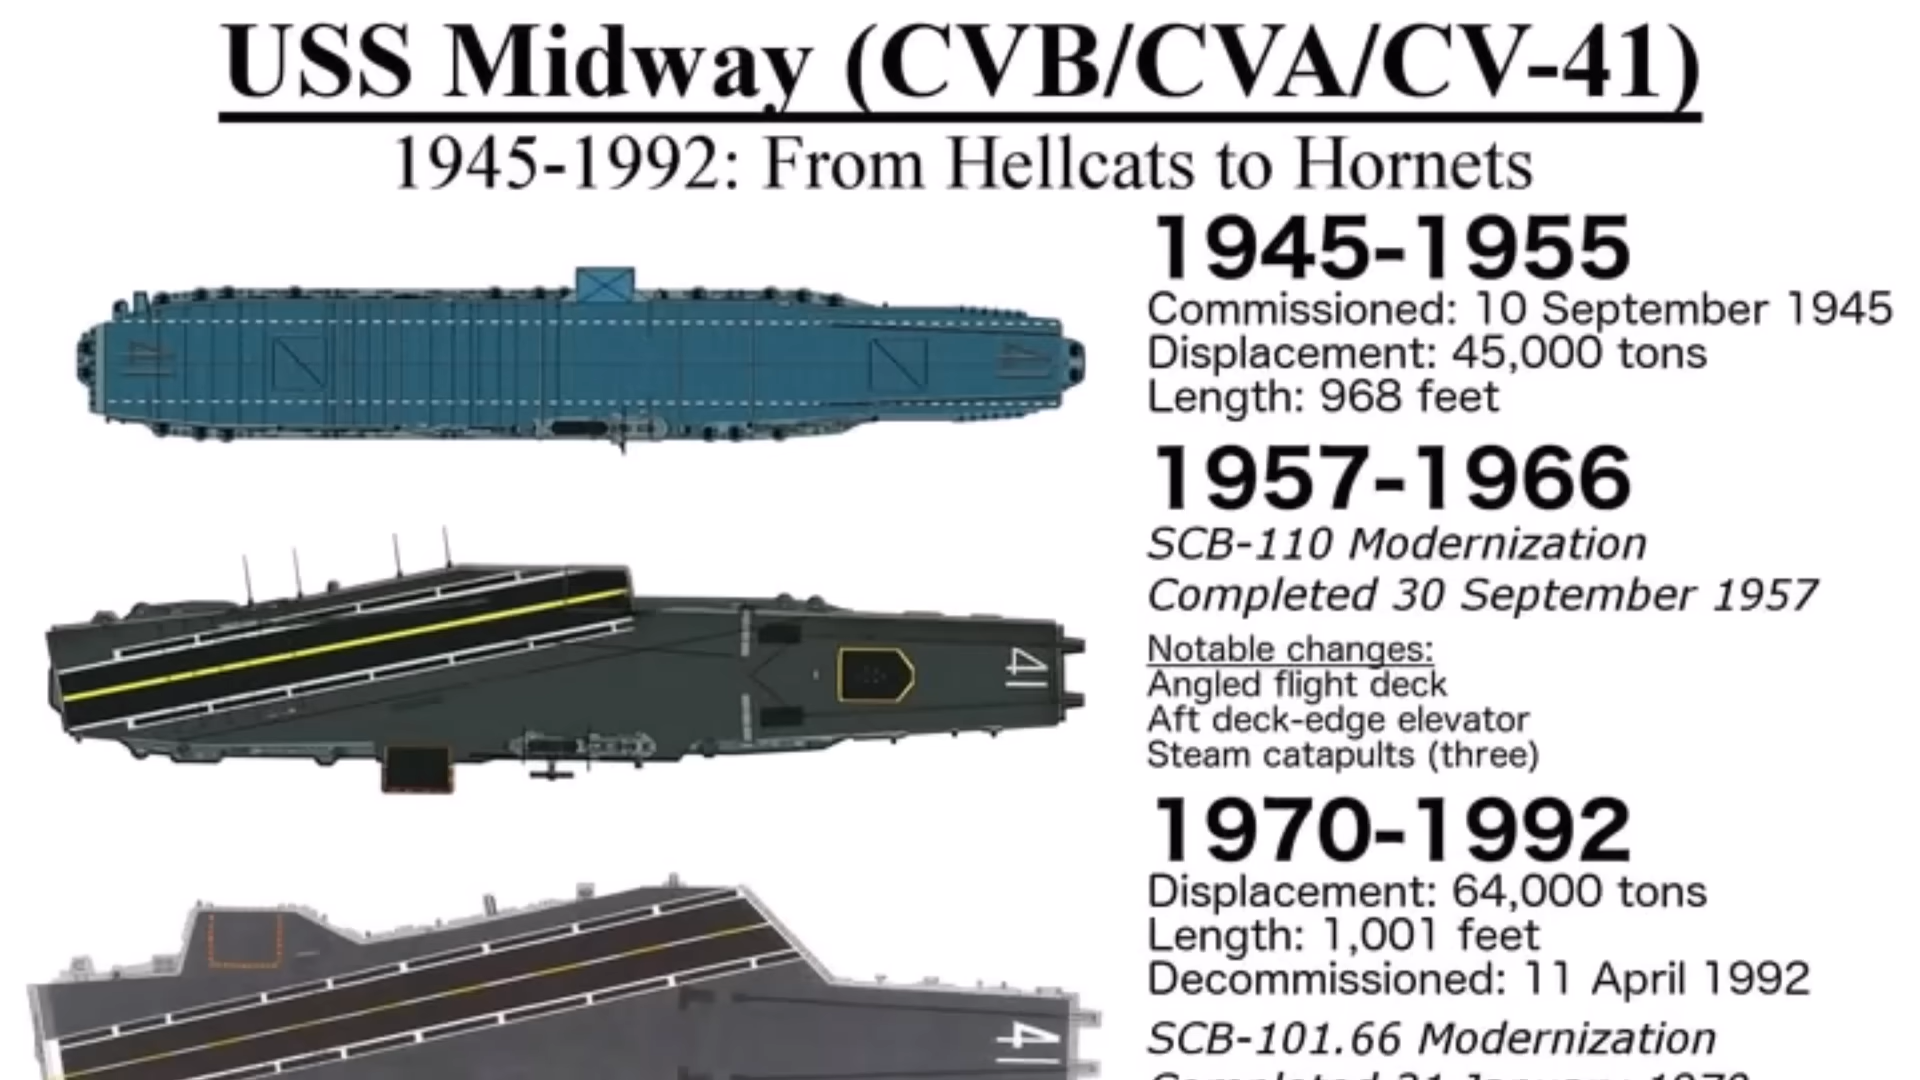 USS Midway (CVB/CVA/CV-41)
1945-1992: From Hellcats to Hornets
1945-1955
Commissioned: 10 September 1945
Displacement: 45,000 tons
Length: 968 feet
1957-1966
SCB-110 Modernization
Completed 30 September 1957
Notable changes:
Angled flight deck
Aft deck-edge elevator
Steam catapults (three)
41
1970-1992
Displacement: 64,000 tons
Length: 1,001 feet
Decommissioned: 11 April 1992
SCB-101.66 Modernization
41